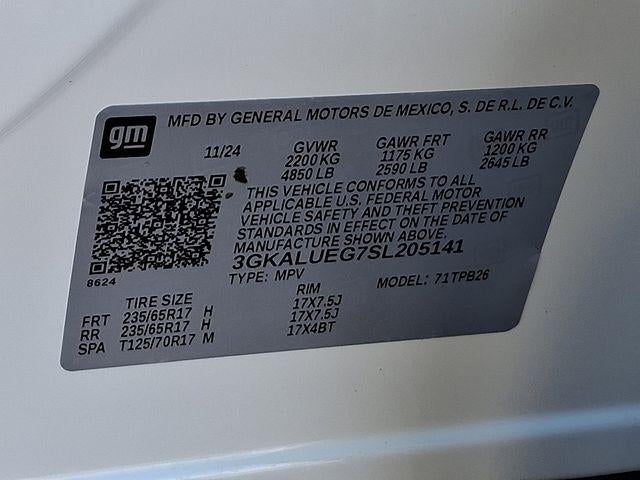 gm
MFD BY GENERAL MOTORS DE MEXICO, S. DE R.L. DE C.V.
11/24 GVWR GAWR FRT GAWR RR
2200 KG 1175 KG 1200 KG
4850 LB 2590 LB 2645 LB
THIS VEHICLE CONFORMS TO ALL
APPLICABLE U.S. FEDERAL MOTOR
VEHICLE SAFETY AND THEFT PREVENTION
STANDARDS IN EFFECT ON THE DATE OF
MANUFACTURE SHOWN ABOVE.
3GKALUEG7SL205141
8624
TYPE: MPV MODEL: 71TPB26
TIRE SIZE RIM
FRT 235/65R17 H 17X7.5J
RR 235/65R17 H 17X7.5J
SPA T125/70R17 M 17X4BT